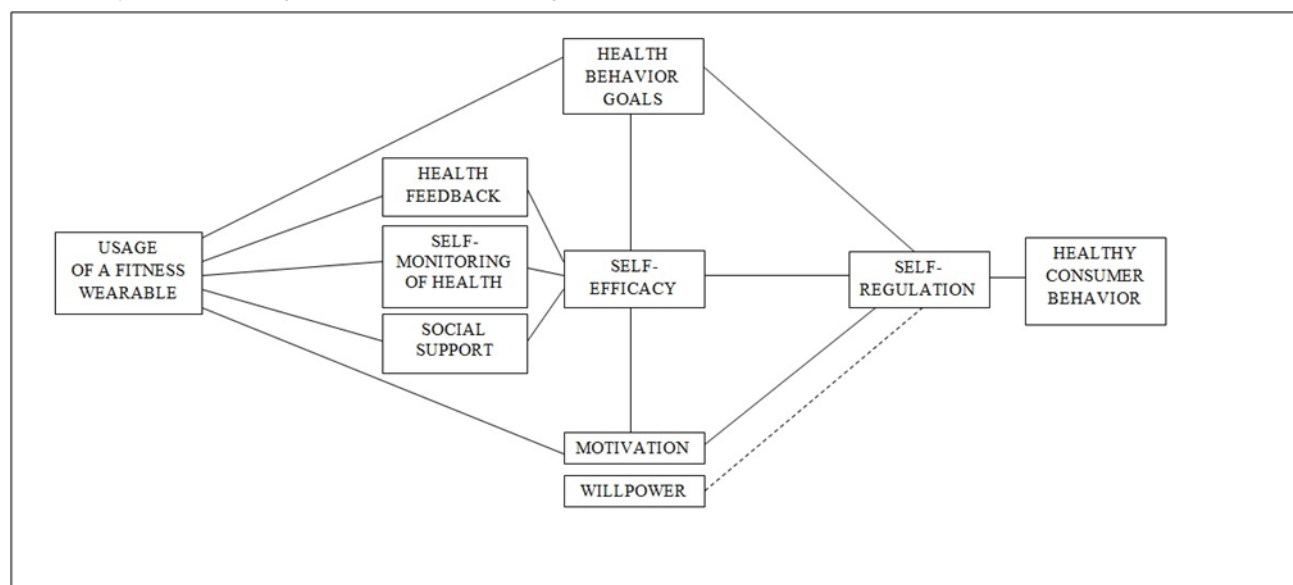 HEALTH
BEHAVIOR
GOALS
HEALTH
FEEDBACK
USAGE
OF A FITNESS
WEARABLE
SELF-
MONITORING
OF HEALTH
SELF-
EFFICACY
SELF-
REGULATION
HEALTHY
CONSUMER
BEHAVIOR
SOCIAL
SUPPORT
MOTIVATION
WILLPOWER